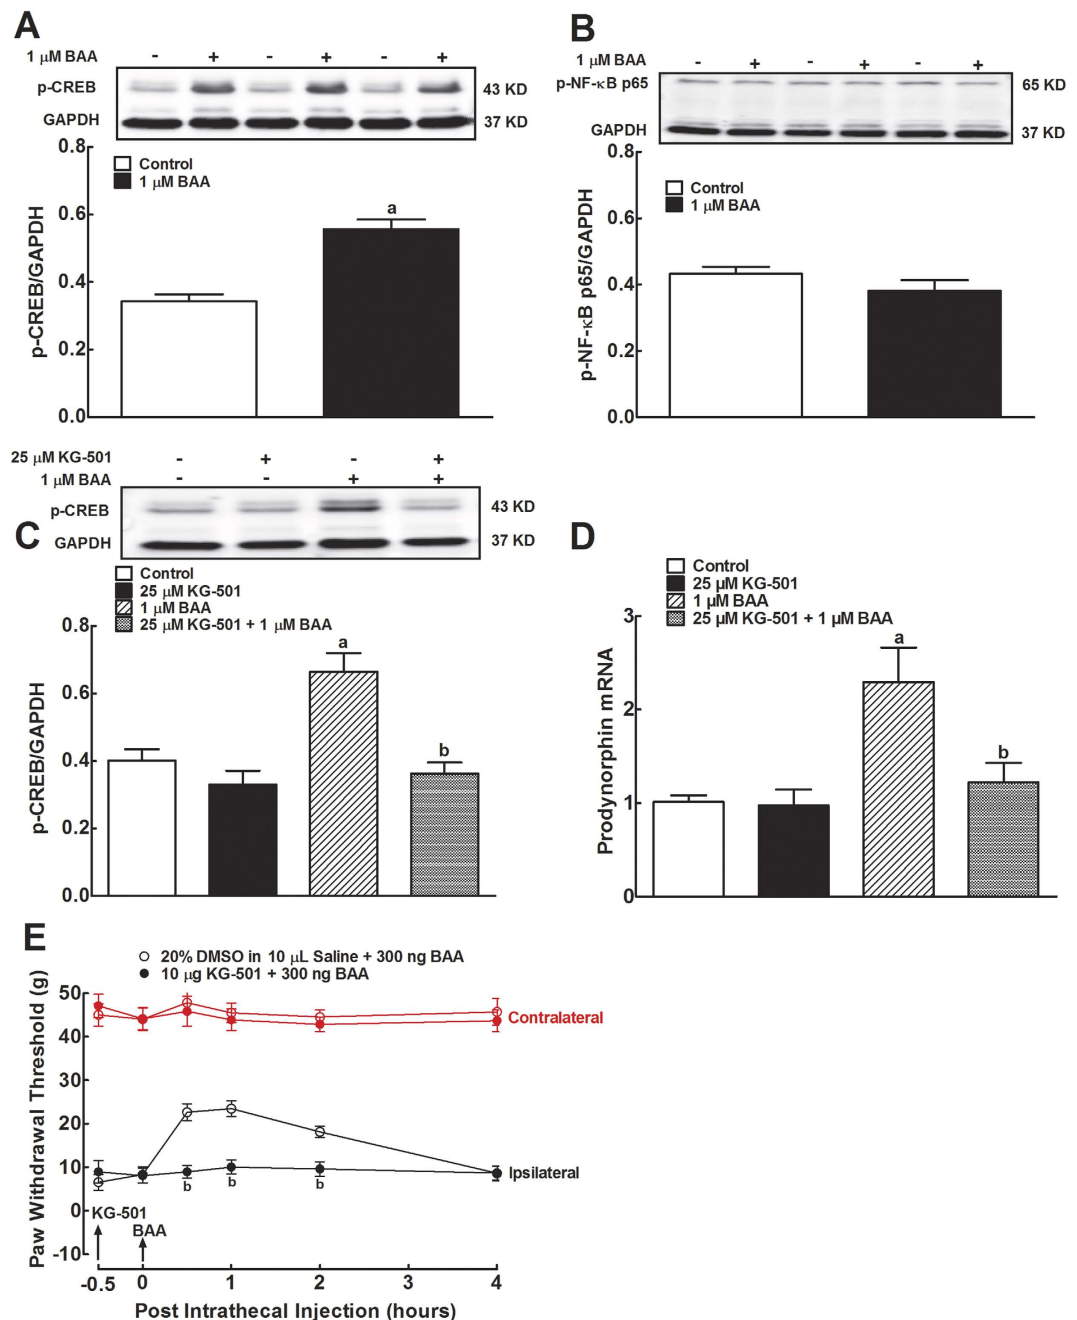 A
1 μM BAA - + - + - +
p-CREB 43 KD
GAPDH 37 KD
0.8
0.6
0.4
0.2
0.0
p-CREB/GAPDH
Control
1 μM BAA
a
B
1 μM BAA - + - + - +
p-NF-κB p65 65 KD
GAPDH 37 KD
0.8
0.6
0.4
0.2
0.0
p-NF-κB p65/GAPDH
Control
1 μM BAA
C
25 μM KG-501 - + - +
1 μM BAA - - + +
p-CREB 43 KD
GAPDH 37 KD
Control
25 μM KG-501
1 μM BAA
25 μM KG-501 + 1 μM BAA
0.8
0.6
0.4
0.2
0.0
p-CREB/GAPDH
a
b
D
Control
25 μM KG-501
1 μM BAA
25 μM KG-501 + 1 μM BAA
3
2
1
0
Prodynorphin mRNA
a
b
E
20% DMSO in 10 μL Saline + 300 ng BAA
10 μg KG-501 + 300 ng BAA
50
40
30
20
10
0
-10
Paw Withdrawal Threshold (g)
Contralateral
Ipsilateral
b b b
KG-501
BAA
-0.5 0 1 2 3 4
Post Intrathecal Injection (hours)